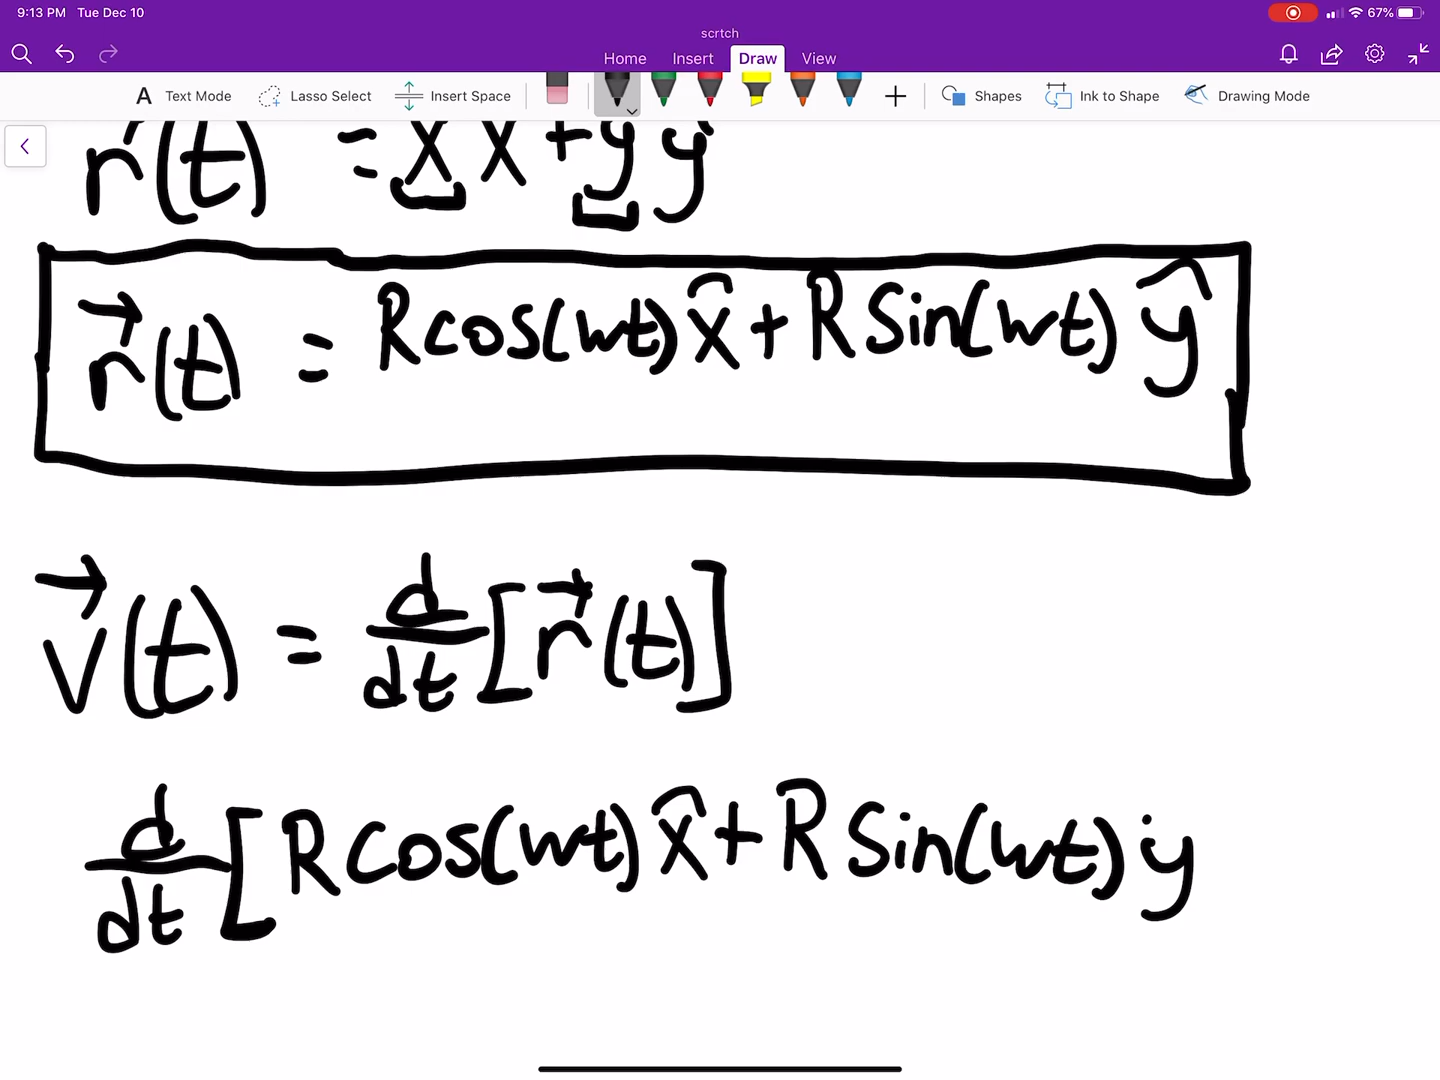 9:13 PM Tue Dec 10 67%
scrtch
Home Insert Draw View
A Text Mode Lasso Select Insert Space Shapes Ink to Shape Drawing Mode
r(t) = x x + y y
r⃗(t) = Rcos(wt) x̂ + R Sin(wt) ŷ
v⃗(t) = d/dt [r⃗(t)]
d/dt [R cos(wt) x̂ + R Sin(wt) y